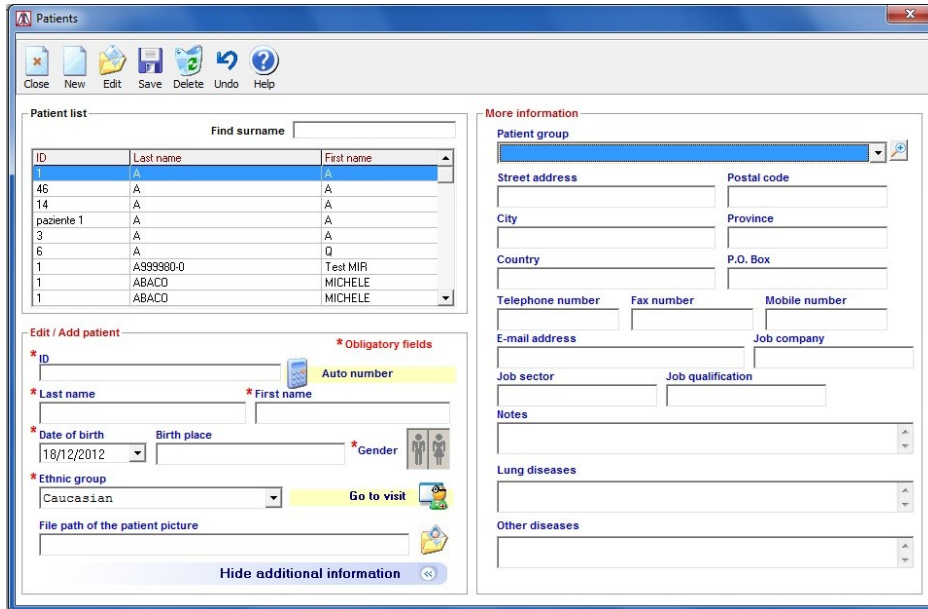 Patients
Close New Edit Save Delete Undo Help
Patient list
Find surname
ID Last name First name
1 A A
46 A A
14 A A
paziente 1 A A
3 A A
6 A Q
1 A999980-0 Test MIR
1 ABACO MICHELE
1 ABACO MICHELE
Edit / Add patient
* Obligatory fields
* ID
Auto number
* Last name * First name
* Date of birth Birth place
18/12/2012 * Gender
* Ethnic group
Caucasian Go to visit
File path of the patient picture
Hide additional information
More information
Patient group
Street address Postal code
City Province
Country P.O. Box
Telephone number Fax number Mobile number
E-mail address Job company
Job sector Job qualification
Notes
Lung diseases
Other diseases